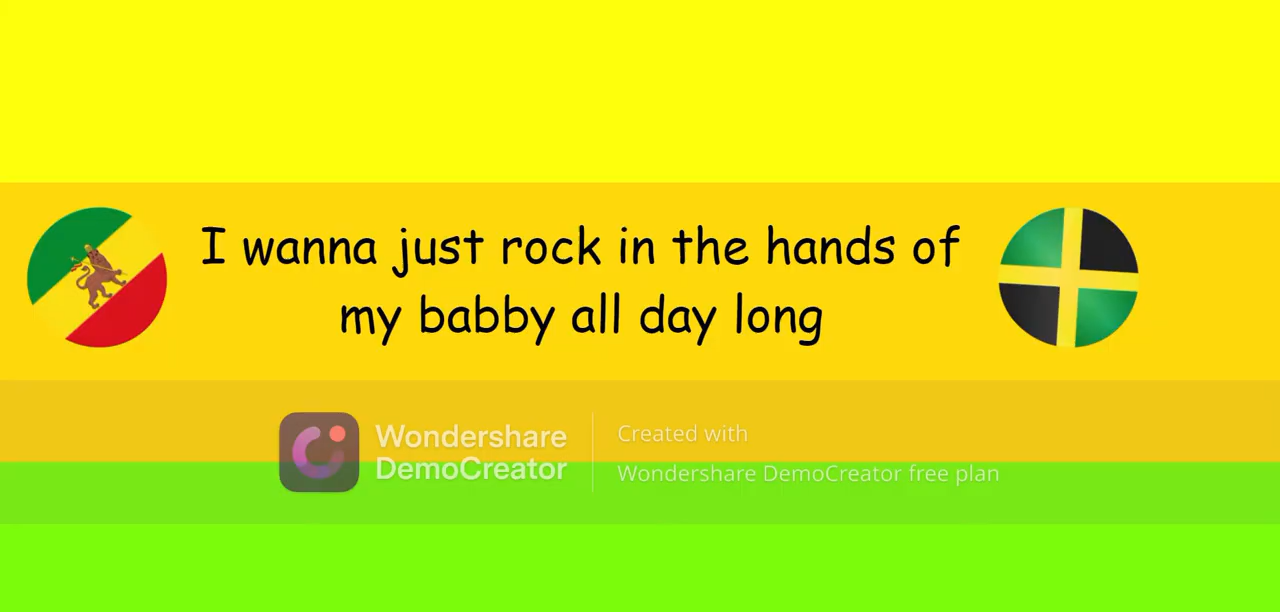 I wanna just rock in the hands of
my babby all day long
Wondershare
DemoCreator
Created with
Wondershare DemoCreator free plan